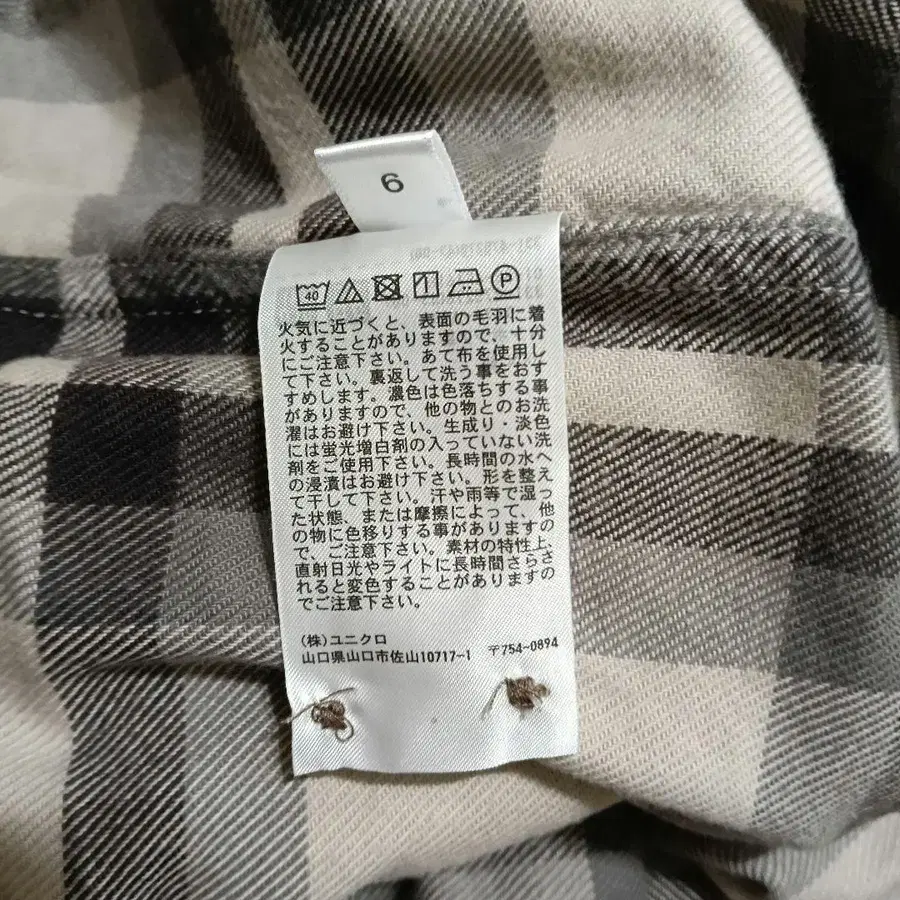 6
40 P
火気に近づくと、表面の毛羽に着
火することがありますので、十分
にご注意下さい。あて布を使用し
て下さい。裏返して洗う事をおす
すめします。濃色は色落ちする事
がありますので、他の物とのお洗
濯はお避け下さい。生成り・淡色
には蛍光増白剤の入っていない洗
剤をご使用下さい。長時間の水へ
の浸漬はお避け下さい。形を整え
て干して下さい。汗や雨等で湿っ
た状態、または摩擦によって、他
の物に色移りする事がありますの
で、ご注意下さい。素材の特性上、
直射日光やライトに長時間さらさ
れると変色することがありますの
でご注意下さい。
(株)ユニクロ
山口県山口市佐山10717-1 〒754-0894